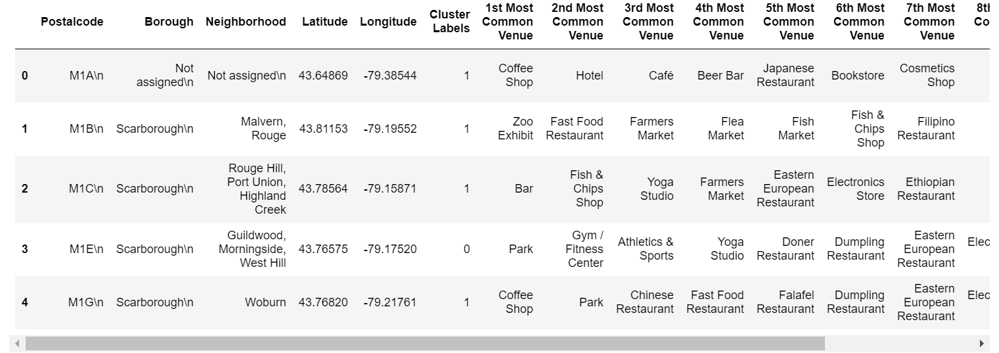 Postalcode Borough Neighborhood Latitude Longitude Cluster Labels 1st Most Common Venue 2nd Most Common Venue 3rd Most Common Venue 4th Most Common Venue 5th Most Common Venue 6th Most Common Venue 7th Most Common Venue 8th Co
0 M1A\n Not assigned\n Not assigned\n 43.64869 -79.38544 1 Coffee Shop Hotel Café Beer Bar Japanese Restaurant Bookstore Cosmetics Shop
1 M1B\n Scarborough\n Malvern, Rouge 43.81153 -79.19552 1 Zoo Exhibit Fast Food Restaurant Farmers Market Flea Market Fish Market Fish & Chips Shop Filipino Restaurant
2 M1C\n Scarborough\n Rouge Hill, Port Union, Highland Creek 43.78564 -79.15871 1 Bar Fish & Chips Shop Yoga Studio Farmers Market Eastern European Restaurant Electronics Store Ethiopian Restaurant
3 M1E\n Scarborough\n Guildwood, Morningside, West Hill 43.76575 -79.17520 0 Park Gym / Fitness Center Athletics & Sports Yoga Studio Doner Restaurant Dumpling Restaurant Eastern European Restaurant Elec
4 M1G\n Scarborough\n Woburn 43.76820 -79.21761 1 Coffee Shop Park Chinese Restaurant Fast Food Restaurant Falafel Restaurant Dumpling Restaurant Eastern European Restaurant Elec